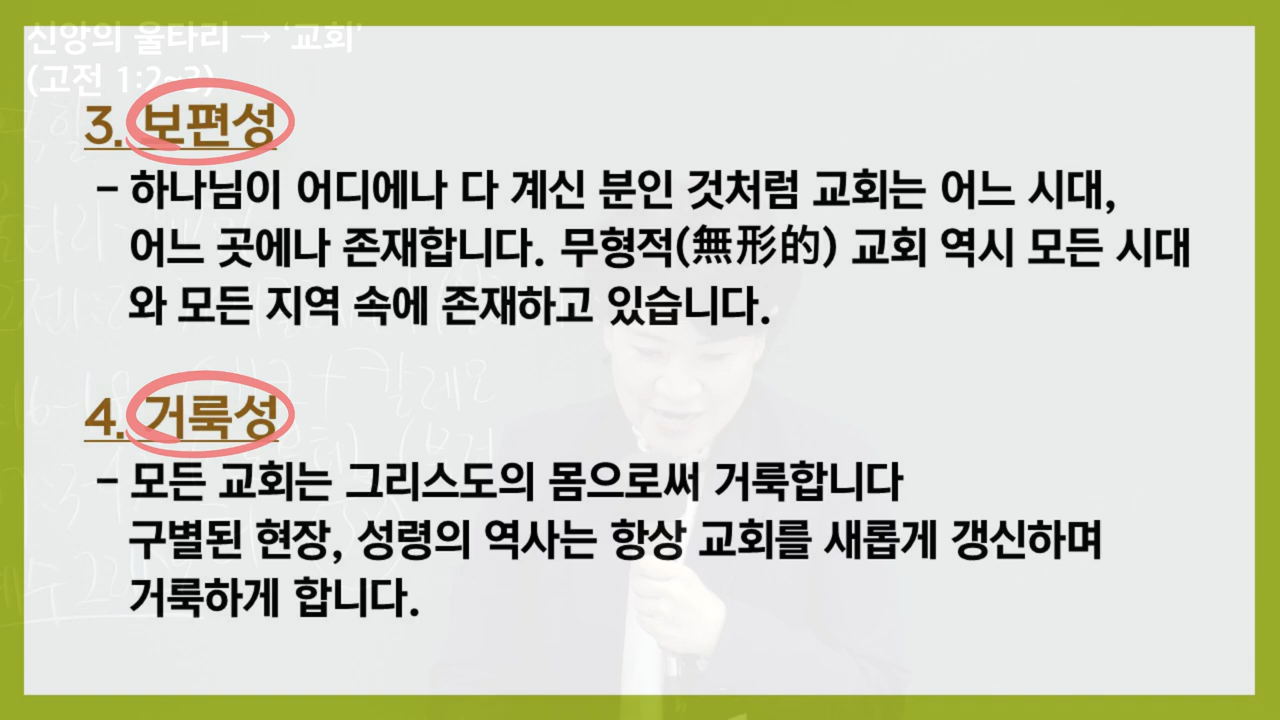 신앙의 울타리 → ‘교회’
(고전 1:2~3)
3. 보편성
– 하나님이 어디에나 다 계신 분인 것처럼 교회는 어느 시대,
어느 곳에나 존재합니다. 무형적(無形的) 교회 역시 모든 시대
와 모든 지역 속에 존재하고 있습니다.
4. 거룩성
– 모든 교회는 그리스도의 몸으로써 거룩합니다
구별된 현장, 성령의 역사는 항상 교회를 새롭게 갱신하며
거룩하게 합니다.
칼레오